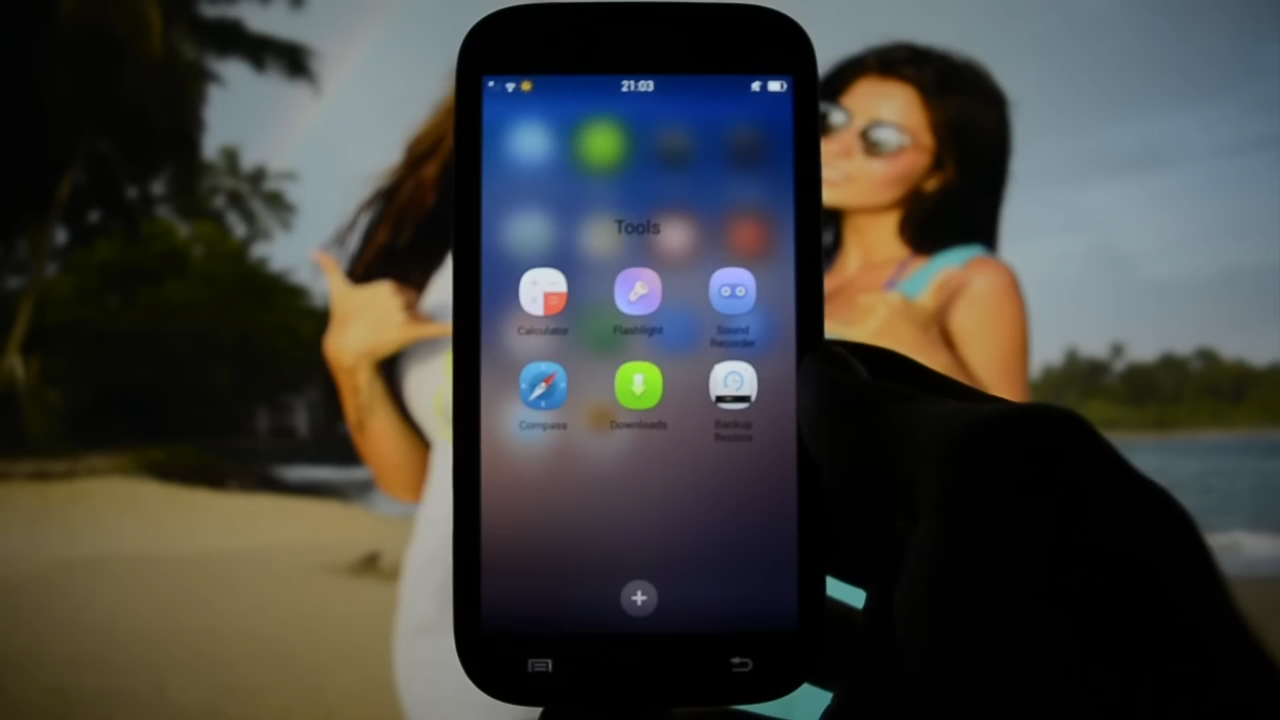 21:03
Tools
Calculator
Flashlight
Sound
Recorder
Compass
Downloads
Backup
Restore